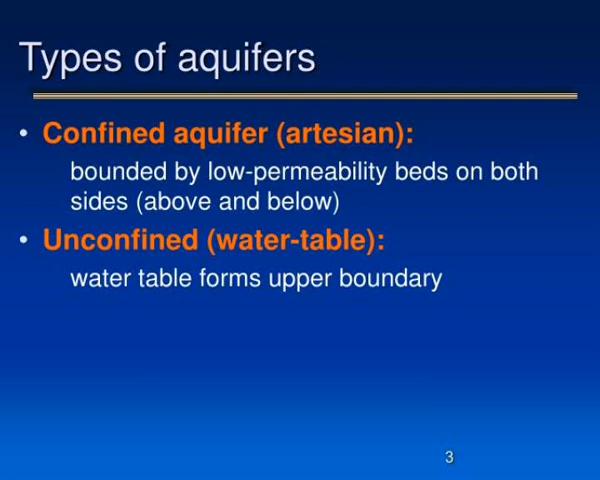 Types of aquifers
• Confined aquifer (artesian):
bounded by low-permeability beds on both
sides (above and below)
• Unconfined (water-table):
water table forms upper boundary
3